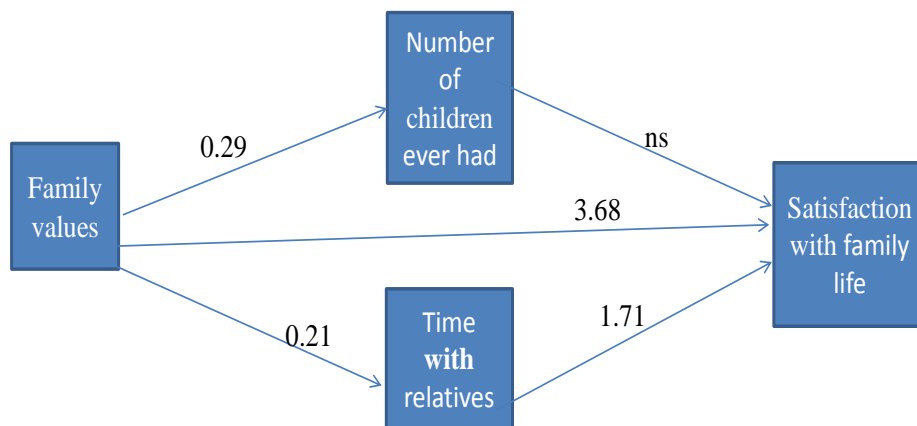 Number
of
children
ever had
0.29
ns
Family
values
3.68
Satisfaction
with family
life
0.21
Time
with
relatives
1.71